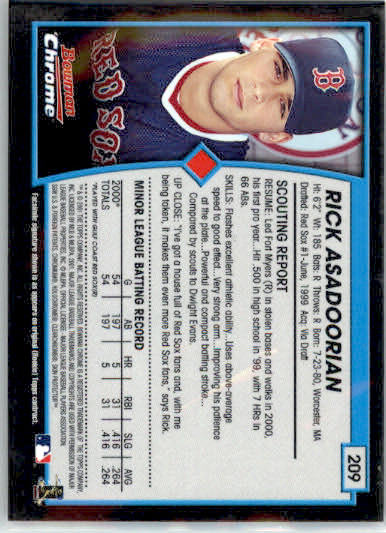 209
RICK ASADOORIAN
Ht: 6'2" Wt: 185 Bats: R Throws: R Born: 7-23-80, Worcester, MA
Drafted: Red Sox #1-June, 1999 Acq: Via Draft
SCOUTING REPORT
RESUME: Led Fort Myers (R) in stolen bases and walks in 2000,
his first pro year...Hit .500 in high school in '99, with 7 HRs in
66 ABs.
SKILLS: Flashes excellent athletic ability...Uses above-average
speed to good effect...Very strong arm...Improving his patience
at the plate...Powerful and compact batting stroke...
Compared by scouts to Dwight Evans.
UP CLOSE: "I've got a house full of Red Sox fans and, with me
being taken, it makes them even more Red Sox fans," says Rick.
MINOR LEAGUE BATTING RECORD
G AB HR RBI SLG AVG
2000* 54 197 5 31 .416 .264
TOTALS 54 197 5 31 .416 .264
*PLAYED WITH GULF COAST RED SOX(R)
RED SOX
B
Bowman
Chrome
Facsimile signature shown is as appears on original (Rookie) Topps contract.